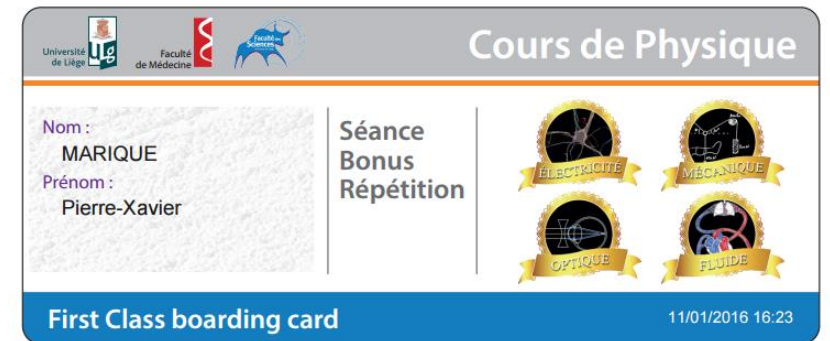 Université
de Liège
Ulg
Faculté
de Médecine
Faculté des
Sciences
Cours de Physique
Nom :
MARIQUE
Prénom :
Pierre-Xavier
Séance
Bonus
Répétition
ÉLECTRICITÉ
MÉCANIQUE
OPTIQUE
FLUIDE
First Class boarding card
11/01/2016 16:23